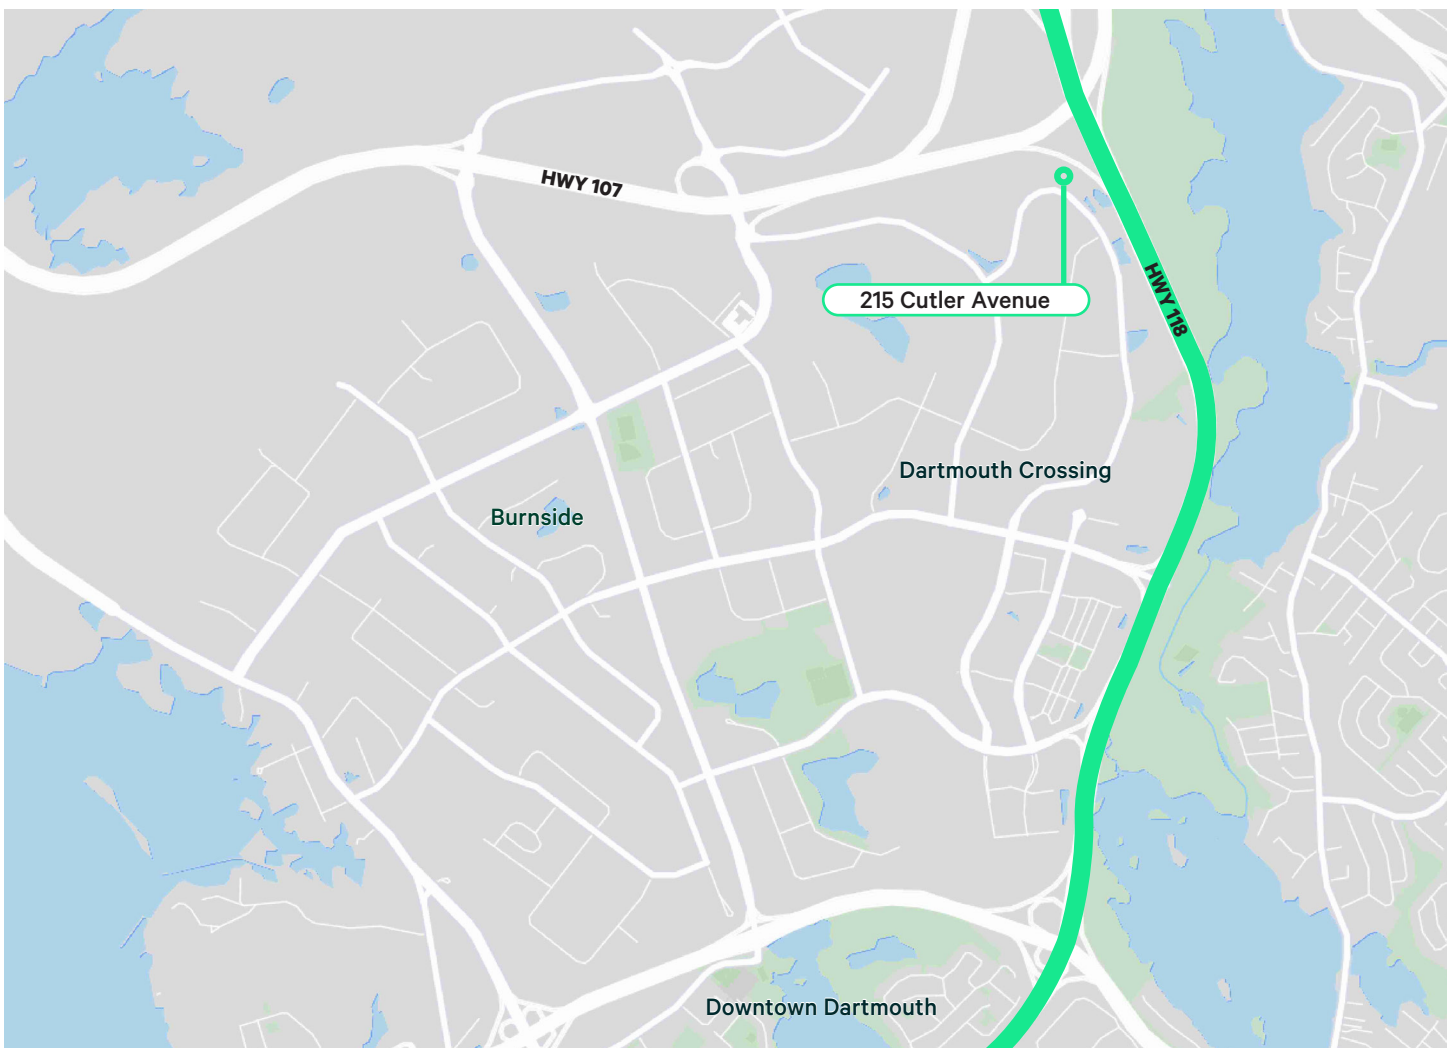 HWY 107
215 Cutler Avenue
HWY 118
Dartmouth Crossing
Burnside
Downtown Dartmouth